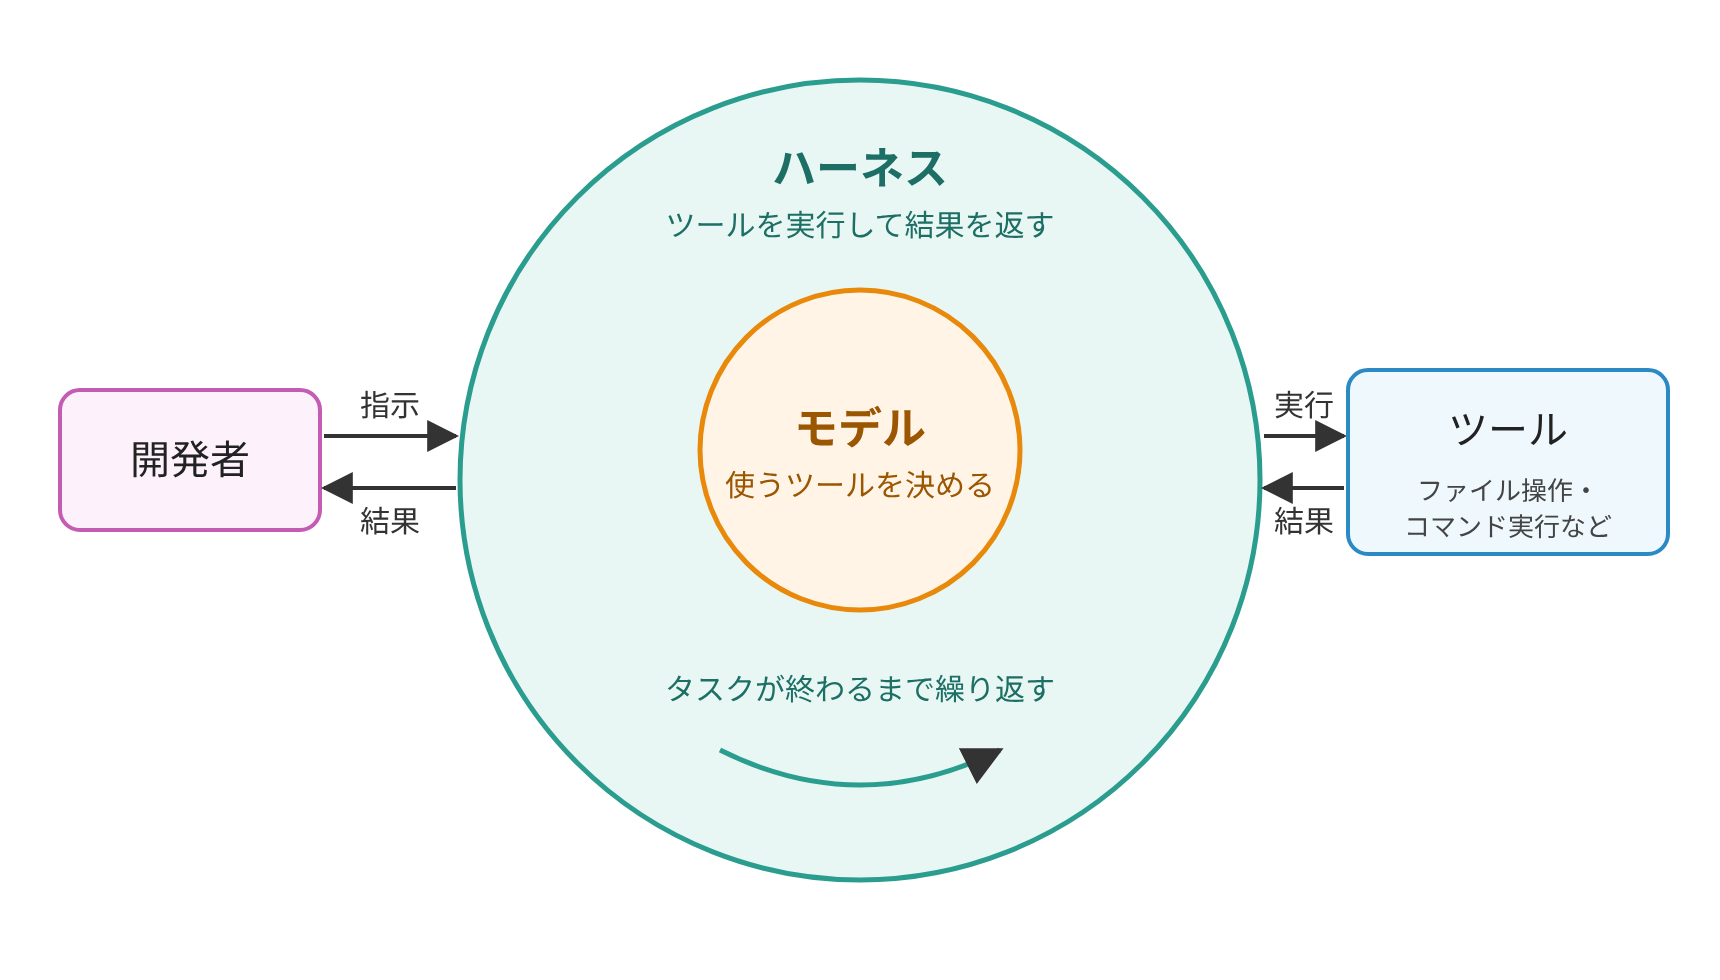 ハーネス
ツールを実行して結果を返す
モデル
使うツールを決める
タスクが終わるまで繰り返す
開発者
指示
結果
実行
結果
ツール
ファイル操作・
コマンド実行など